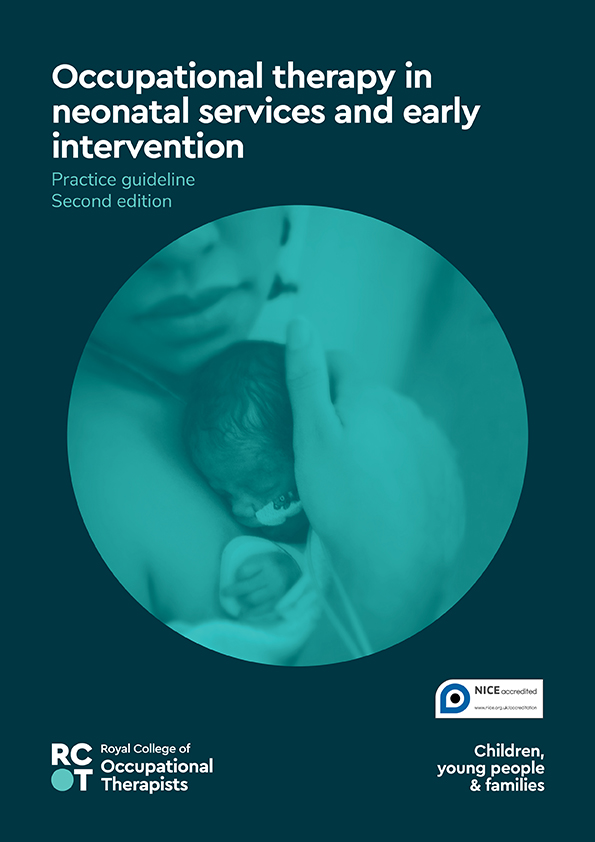 Occupational therapy in
neonatal services and early
intervention
Practice guideline
Second edition
NICE accredited
www.nice.org.uk/accreditation
RC
OT
Royal College of
Occupational
Therapists
Children,
young people
& families